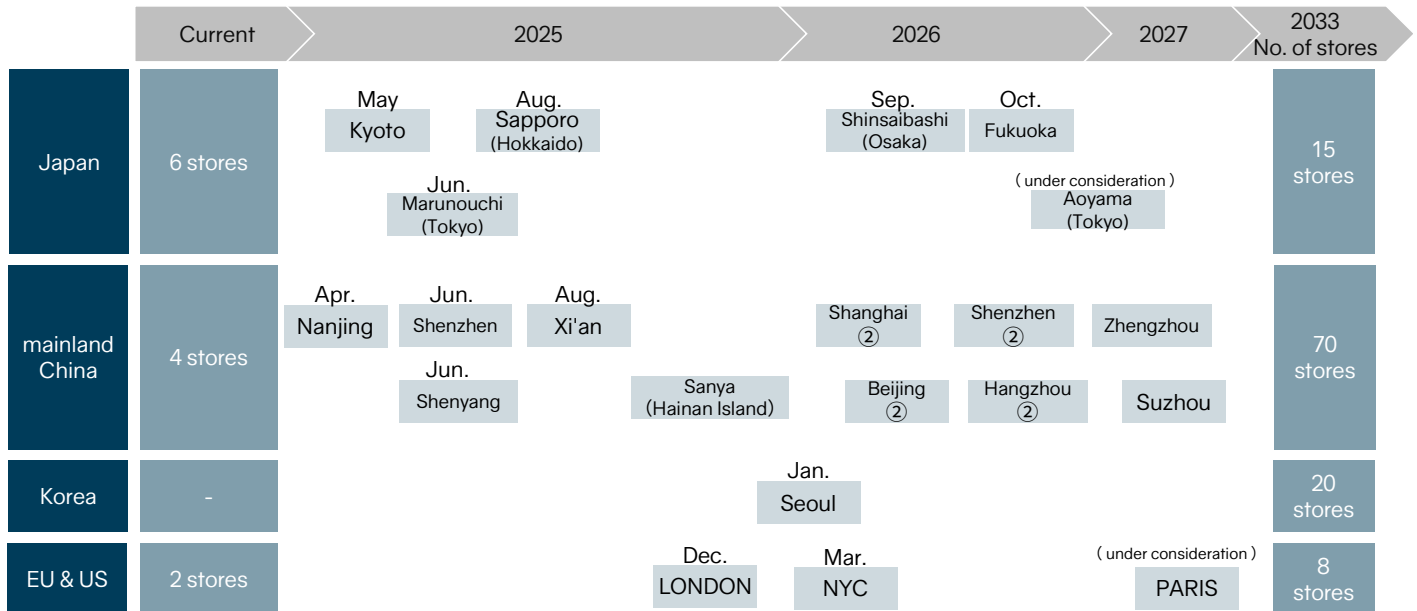 Current
2025
2026
2027
2033
No. of stores
Japan
6 stores
May
Kyoto
Aug.
Sapporo
(Hokkaido)
Jun.
Marunouchi
(Tokyo)
Sep.
Shinsaibashi
(Osaka)
Oct.
Fukuoka
（under consideration）
Aoyama
(Tokyo)
15
stores
mainland
China
4 stores
Apr.
Nanjing
Jun.
Shenzhen
Aug.
Xi'an
Jun.
Shenyang
Sanya
（Hainan Island）
Shanghai
②
Shenzhen
②
Zhengzhou
Beijing
②
Hangzhou
②
Suzhou
70
stores
Korea
-
Jan.
Seoul
20
stores
EU & US
2 stores
Dec.
LONDON
Mar.
NYC
（under consideration）
PARIS
8
stores